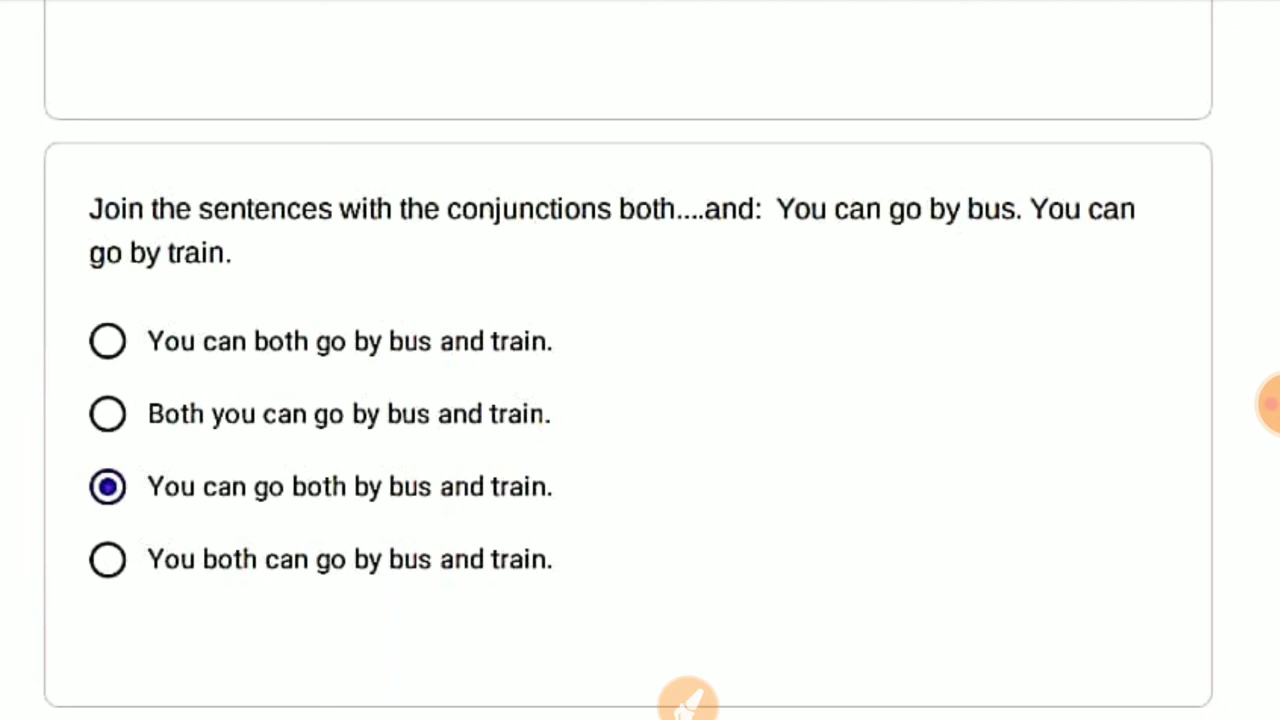 Join the sentences with the conjunctions both....and:  You can go by bus. You can
go by train.
You can both go by bus and train.
Both you can go by bus and train.
You can go both by bus and train.
You both can go by bus and train.